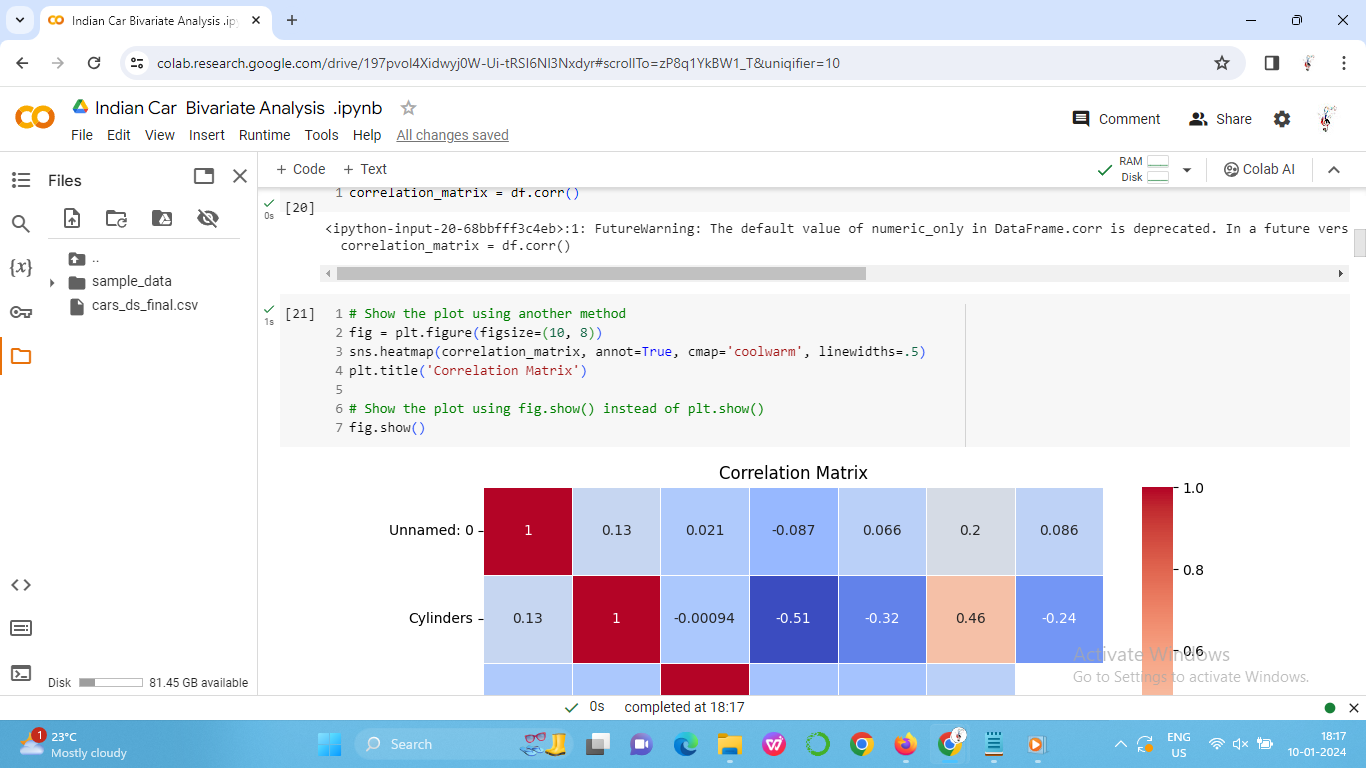 Indian Car Bivariate Analysis .ip
colab.research.google.com/drive/197pvol4Xidwyj0W-Ui-tRSI6NI3Nxdyr#scrollTo=zP8q1YkBW1_T&uniqifier=10
Indian Car  Bivariate Analysis  .ipynb
Comment
Share
File Edit View Insert Runtime Tools Help All changes saved
Files
+ Code + Text
RAM
Disk
Colab AI
{x}
..
sample_data
cars_ds_final.csv
Disk
81.45 GB available
0s
[20]
1 correlation_matrix = df.corr()
<ipython-input-20-68bbfff3c4eb>:1: FutureWarning: The default value of numeric_only in DataFrame.corr is deprecated. In a future vers
correlation_matrix = df.corr()
1s
[21]
1 # Show the plot using another method
2 fig = plt.figure(figsize=(10, 8))
3 sns.heatmap(correlation_matrix, annot=True, cmap='coolwarm', linewidths=.5)
4 plt.title('Correlation Matrix')
5
6 # Show the plot using fig.show() instead of plt.show()
7 fig.show()
Correlation Matrix
Unnamed: 0 1 0.13 0.021 -0.087 0.066 0.2 0.086
Cylinders 0.13 1 -0.00094 -0.51 -0.32 0.46 -0.24
1.0
0.8
0.6
Activate Windows
Go to Settings to activate Windows.
0s completed at 18:17
1
23°C
Mostly cloudy
Search
ENG
US
18:17
10-01-2024